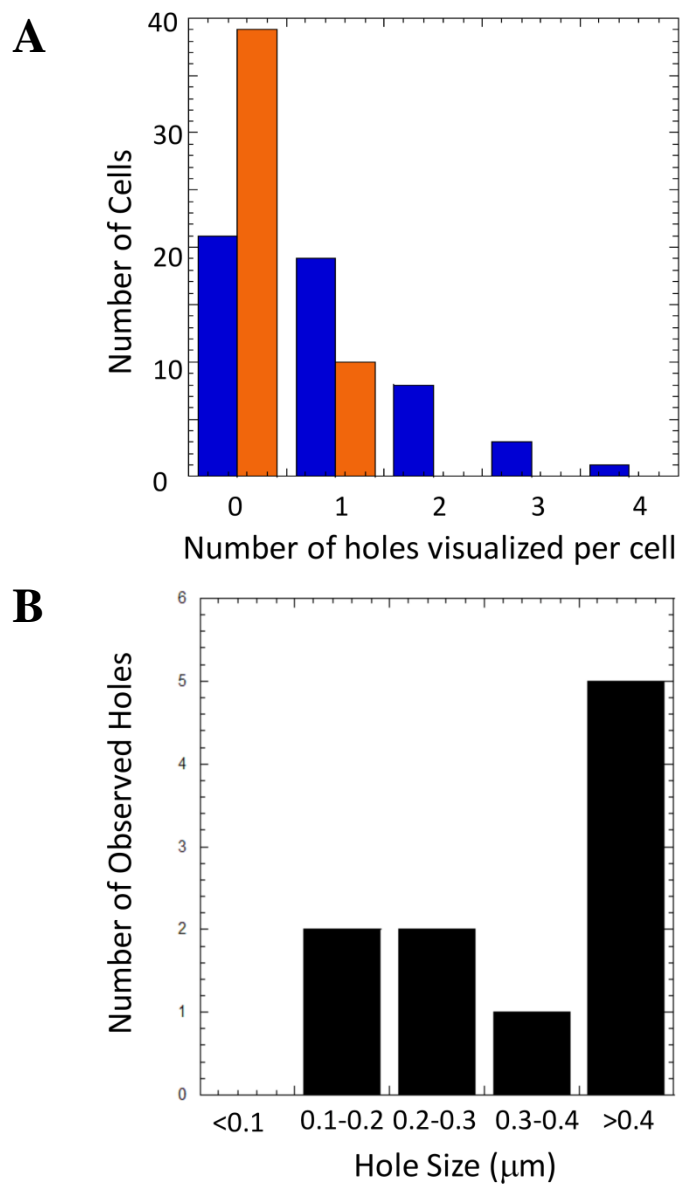 A
40
30
20
10
0
Number of Cells
0 1 2 3 4
Number of holes visualized per cell
B
6
5
4
3
2
1
0
Number of Observed Holes
<0.1 0.1-0.2 0.2-0.3 0.3-0.4 >0.4
Hole Size (μm)